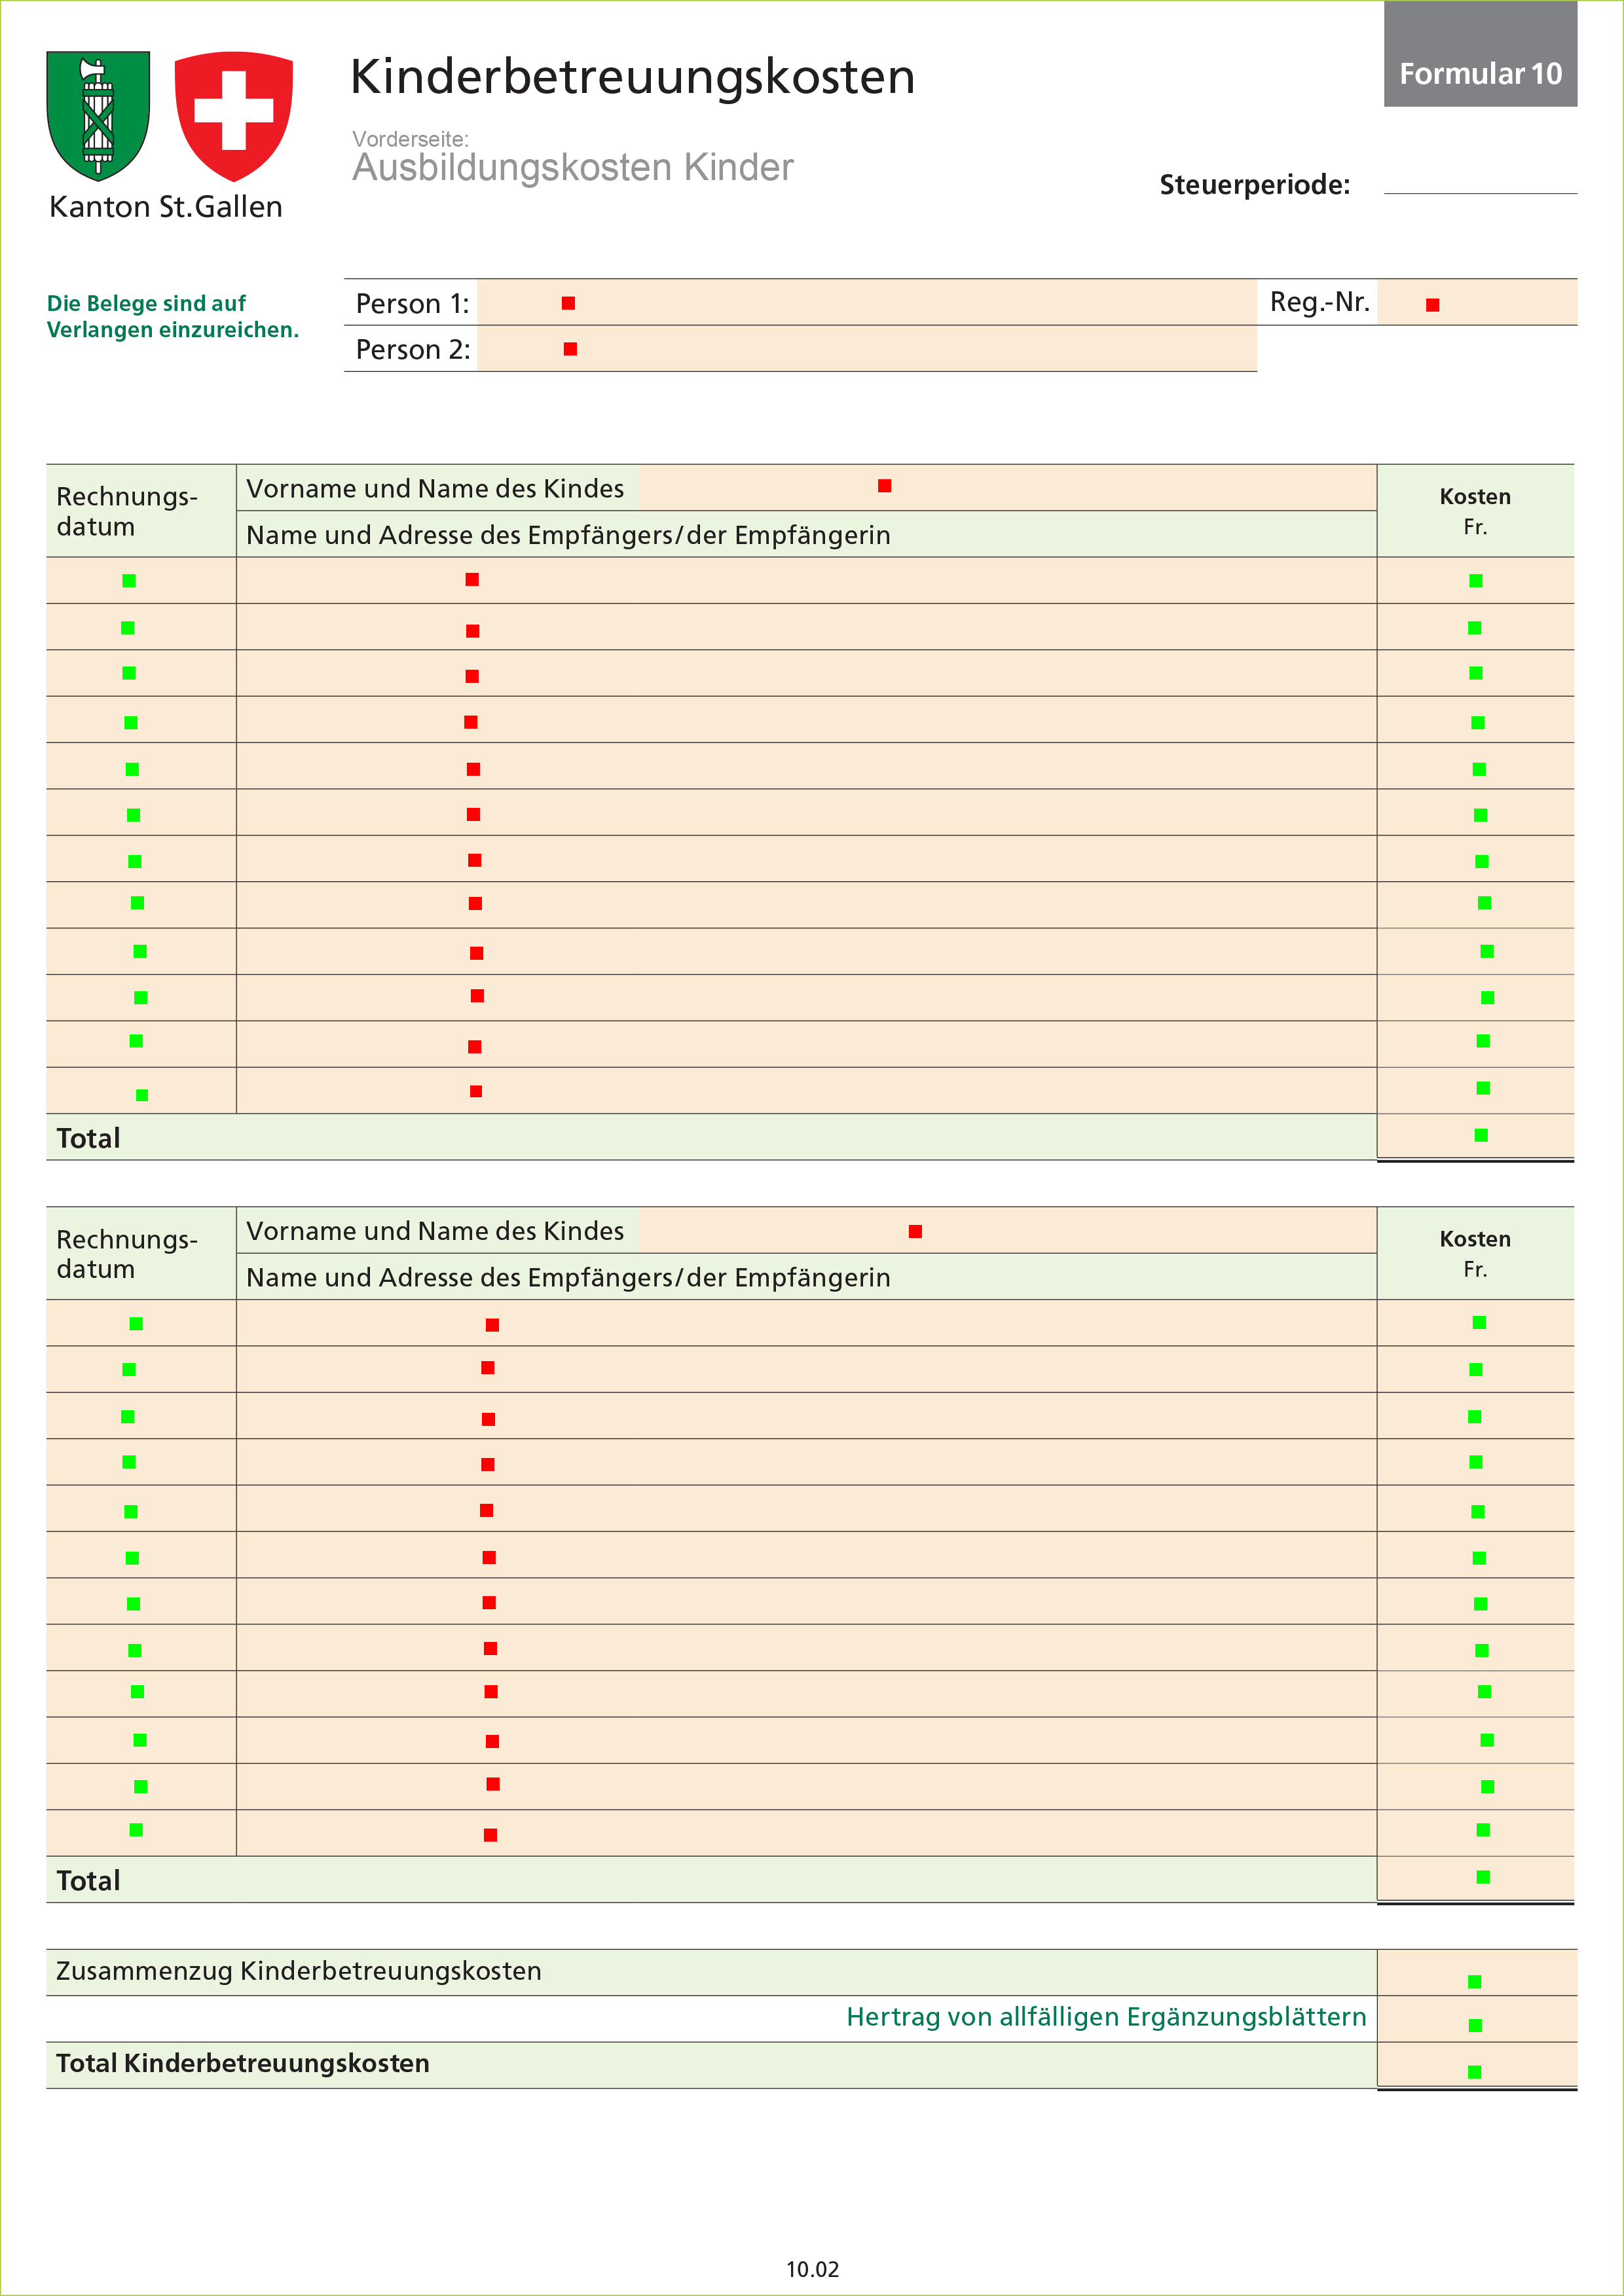 Formular 10
Kinderbetreuungskosten
Vorderseite:
Ausbildungskosten Kinder
Kanton St.Gallen
Steuerperiode:
Die Belege sind auf
Verlangen einzureichen.
Person 1:
Reg.-Nr.
Person 2:
Rechnungs-
datum
Vorname und Name des Kindes
Name und Adresse des Empfängers/der Empfängerin
Kosten
Fr.
Total
Rechnungs-
datum
Vorname und Name des Kindes
Name und Adresse des Empfängers/der Empfängerin
Kosten
Fr.
Total
Zusammenzug Kinderbetreuungskosten
Hertrag von allfälligen Ergänzungsblättern
Total Kinderbetreuungskosten
10.02